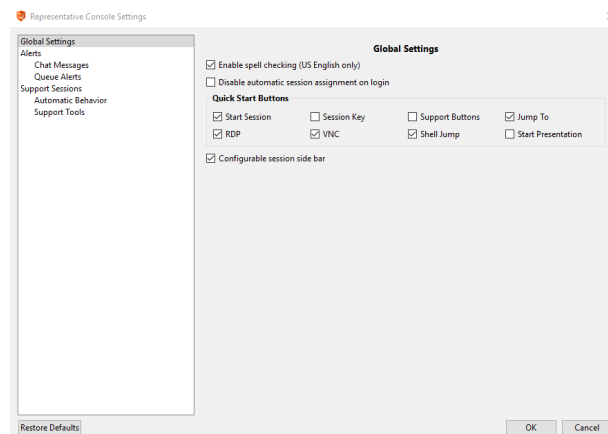 Representative Console Settings
Global Settings
Alerts
Chat Messages
Queue Alerts
Support Sessions
Automatic Behavior
Support Tools
Global Settings
Enable spell checking (US English only)
Disable automatic session assignment on login
Quick Start Buttons
Start Session Session Key Support Buttons Jump To
RDP VNC Shell Jump Start Presentation
Configurable session side bar
Restore Defaults OK Cancel